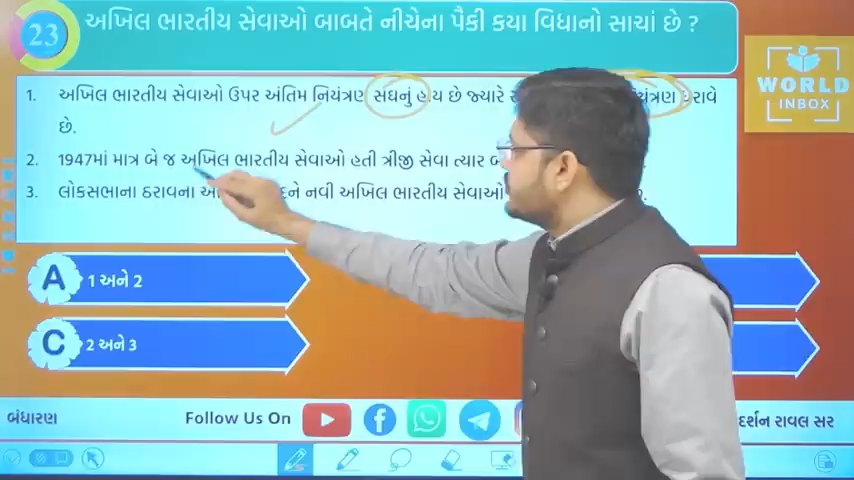 23 અખિલ ભારતીય સેવાઓ બાબતે નીચેના પૈકી કયા વિધાનો સાચાં છે ?
WORLD
INBOX
1. અખિલ ભારતીય સેવાઓ ઉપર અંતિમ નિયંત્રણ સંઘનું હોય છે જ્યારે
છે.
2. 1947માં માત્ર બે જ અખિલ ભારતીય સેવાઓ હતી ત્રીજી સેવા ત્યાર
3. લોકસભાના ઠરાવના નવી અખિલ ભારતીય સેવાઓ
A 1 અને 2
C 2 અને 3
બંધારણ Follow Us On દર્શન રાવલ સર